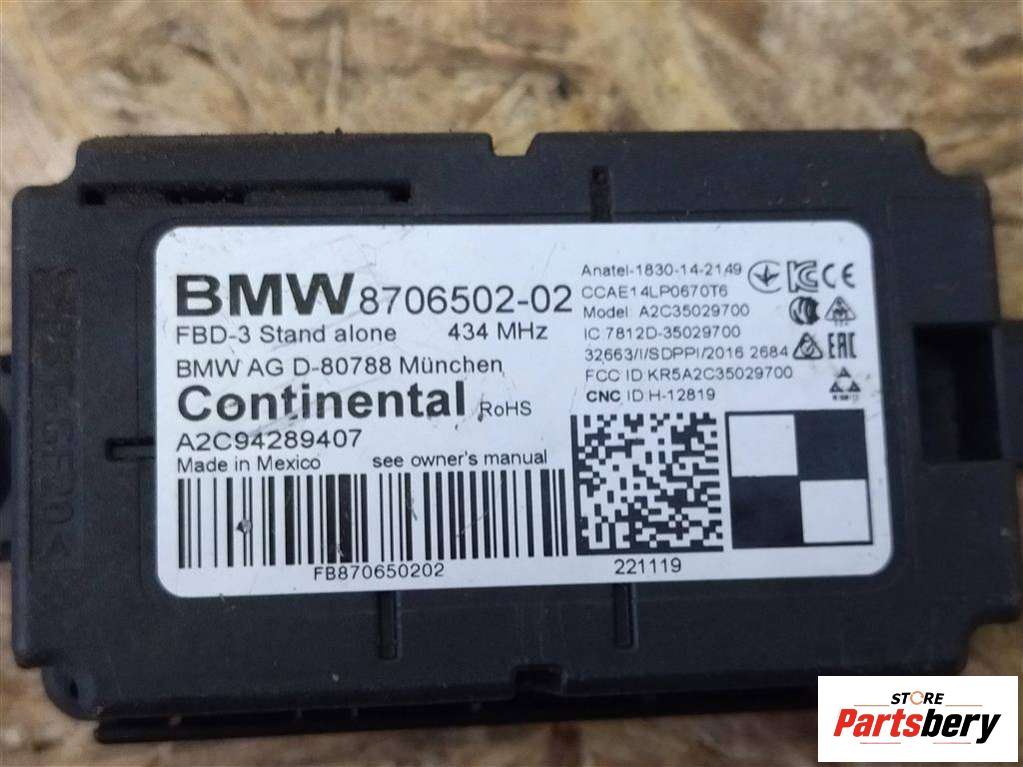 BMW 8706502-02
FBD-3 Stand alone 434 MHz
BMW AG D-80788 München
Continental RoHS
A2C94289407
Made in Mexico see owner's manual
FB870650202
Anatel-1830-14-2149
CCAE14LP0670T6
Model: A2C35029700
IC:7812D-35029700
32663/I/SDPPI/2016 2684
FCC ID:KR5A2C35029700
CNC ID:H-12819
CE
EAC
221119
STORE
Partsbery